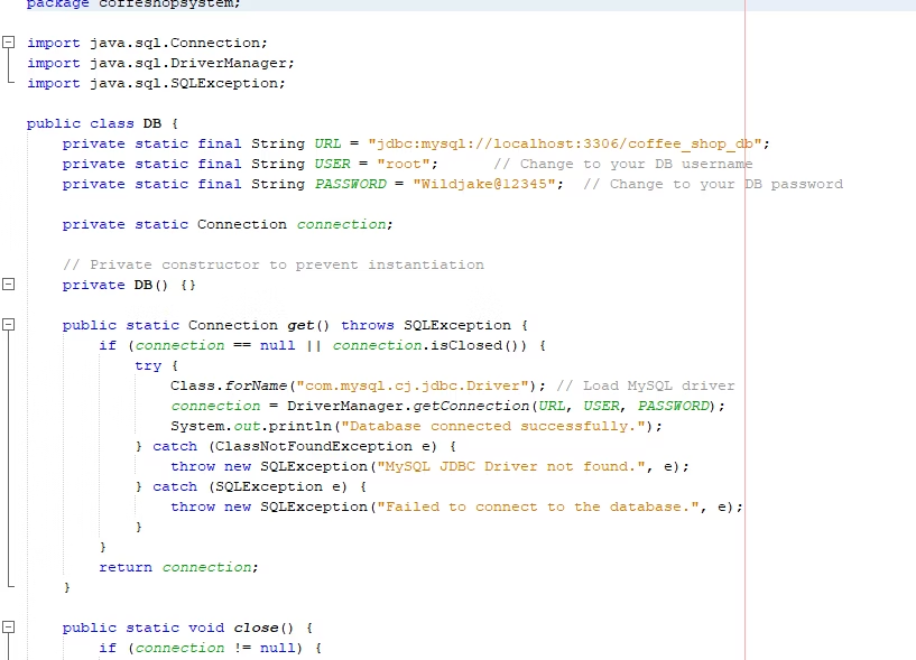 package coffeshopsystem;
import java.sql.Connection;
import java.sql.DriverManager;
import java.sql.SQLException;
public class DB {
private static final String URL = "jdbc:mysql://localhost:3306/coffee_shop_db";
private static final String USER = "root";      // Change to your DB username
private static final String PASSWORD = "Wildjake@12345";  // Change to your DB password
private static Connection connection;
// Private constructor to prevent instantiation
private DB() {}
public static Connection get() throws SQLException {
if (connection == null || connection.isClosed()) {
try {
Class.forName("com.mysql.cj.jdbc.Driver"); // Load MySQL driver
connection = DriverManager.getConnection(URL, USER, PASSWORD);
System.out.println("Database connected successfully.");
} catch (ClassNotFoundException e) {
throw new SQLException("MySQL JDBC Driver not found.", e);
} catch (SQLException e) {
throw new SQLException("Failed to connect to the database.", e);
}
}
return connection;
}
public static void close() {
if (connection != null) {